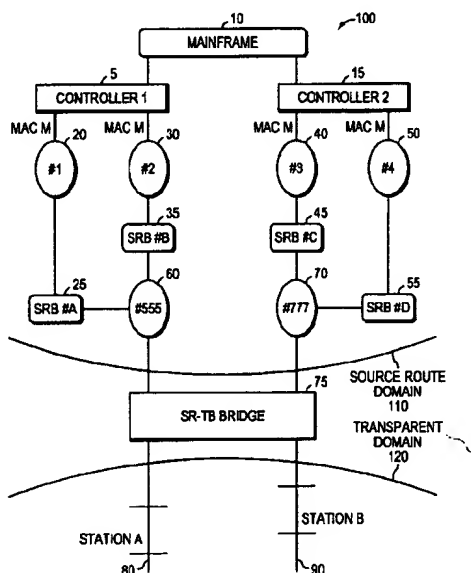 10
100
MAINFRAME
5
15
CONTROLLER 1
CONTROLLER 2
MAC M
20
MAC M
30
MAC M
40
MAC M
50
#1
#2
#3
#4
35
45
SRB #B
SRB #C
25
60
70
55
SRB #A
#555
#777
SRB #D
SOURCE ROUTE
DOMAIN
110
75
SR-TB BRIDGE
TRANSPARENT
DOMAIN
120
STATION A
STATION B
80
90